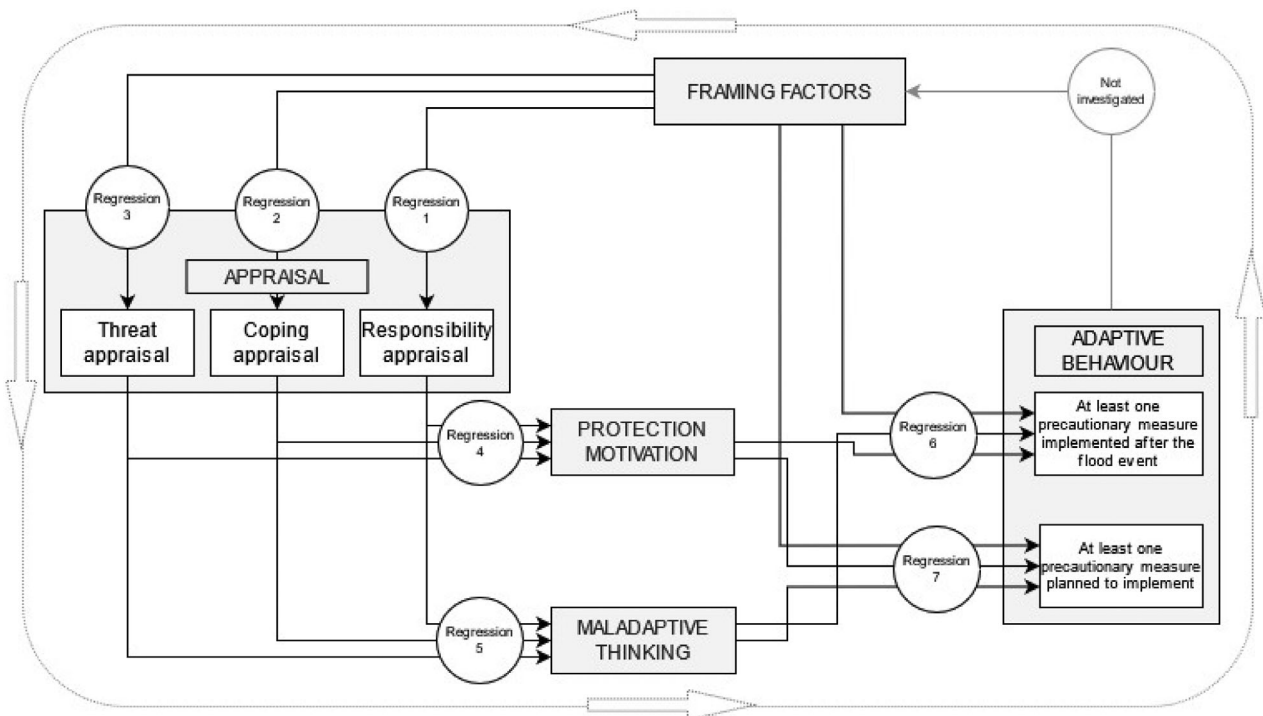 FRAMING FACTORS
Not
investigated
Regression
3
Regression
2
Regression
1
APPRAISAL
Threat
appraisal
Coping
appraisal
Responsibility
appraisal
ADAPTIVE
BEHAVIOUR
Regression
4
PROTECTION
MOTIVATION
Regression
6
At least one
precautionary measure
implemented after the
flood event
Regression
7
At least one
precautionary measure
planned to implement
Regression
5
MALADAPTIVE
THINKING